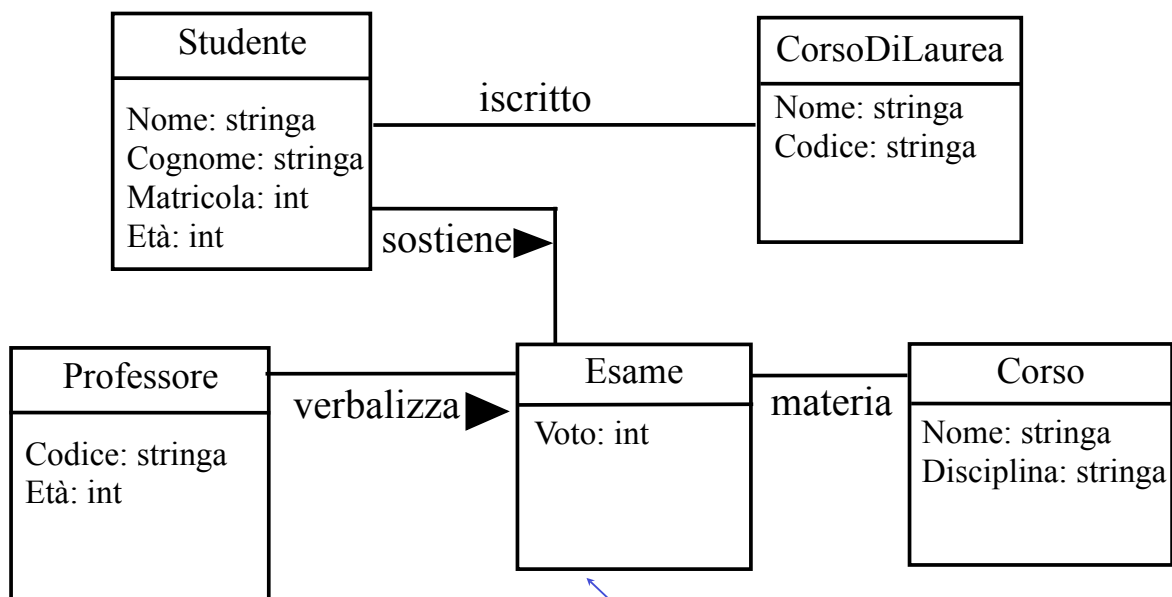 Studente
Nome: stringa
Cognome: stringa
Matricola: int
Età: int
iscritto
CorsoDiLaurea
Nome: stringa
Codice: stringa
sostiene
Professore
Codice: stringa
Età: int
verbalizza
Esame
Voto: int
materia
Corso
Nome: stringa
Disciplina: stringa